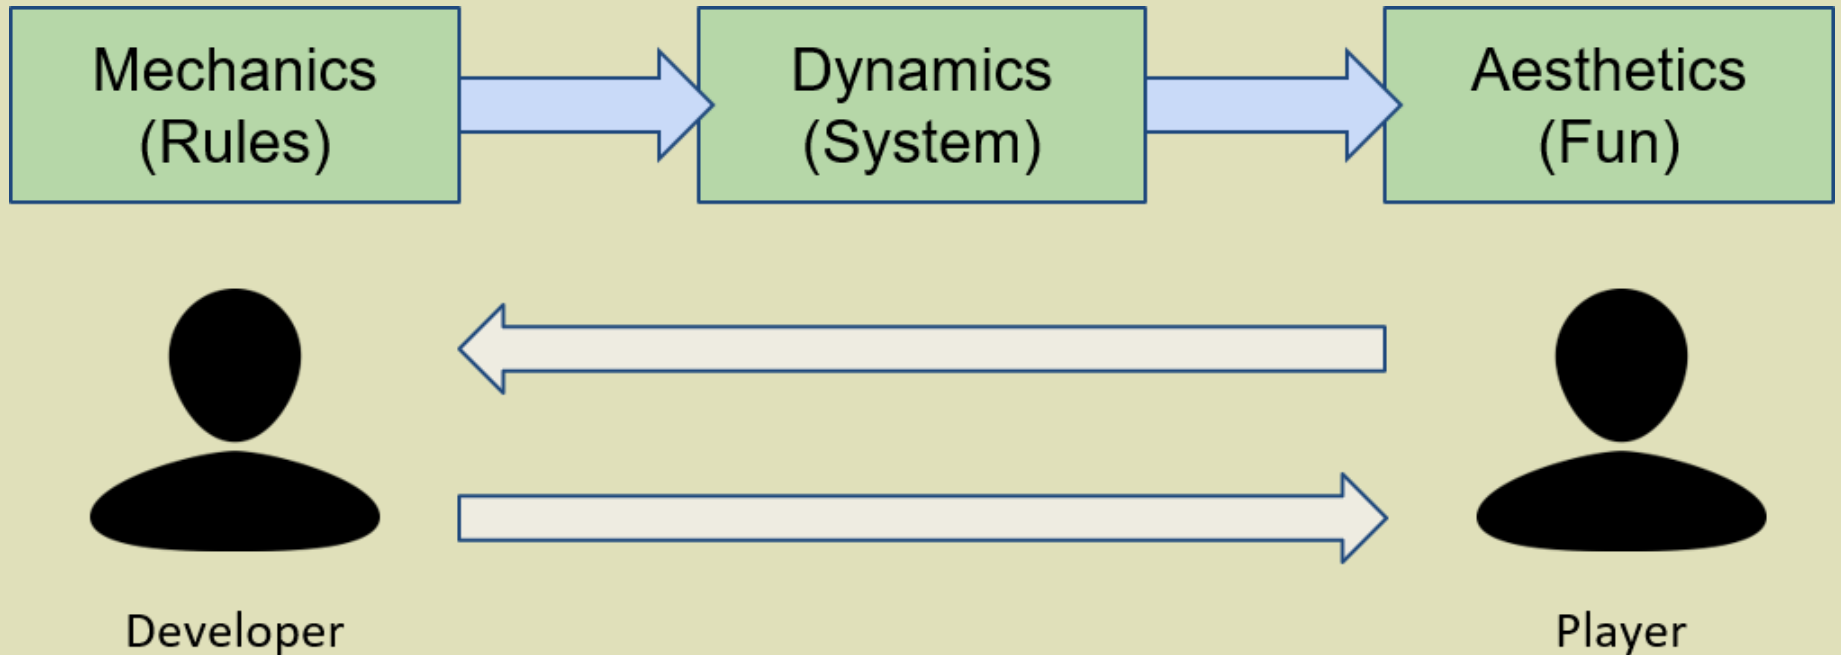 Mechanics
(Rules)
Dynamics
(System)
Aesthetics
(Fun)
Developer
Player